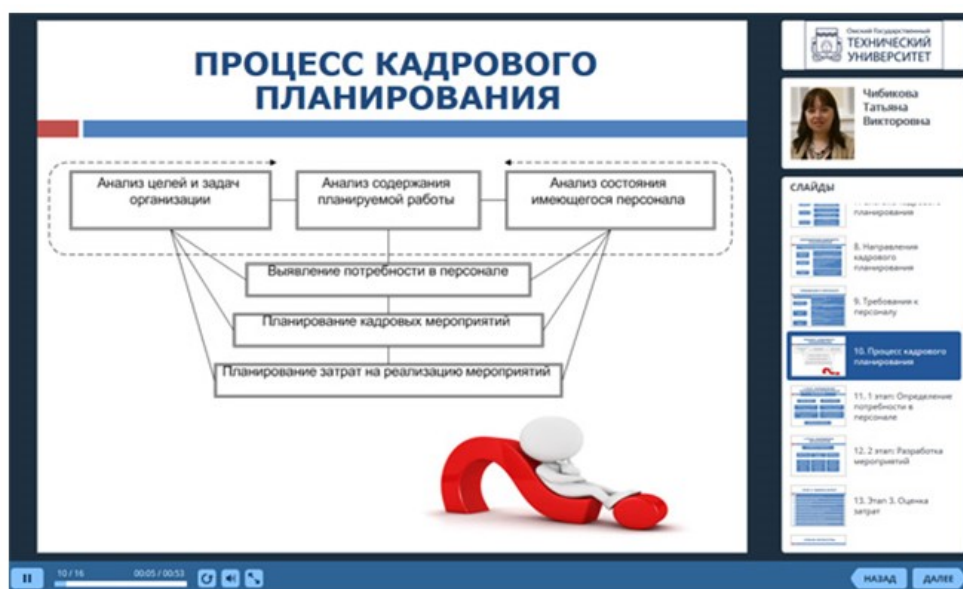 ПРОЦЕСС КАДРОВОГО
ПЛАНИРОВАНИЯ
Анализ целей и задач
организации
Анализ содержания
планируемой работы
Анализ состояния
имеющегося персонала
Выявление потребности в персонале
Планирование кадровых мероприятий
Планирование затрат на реализацию мероприятий
Омский Государственный
ТЕХНИЧЕСКИЙ
УНИВЕРСИТЕТ
Чибикова
Татьяна
Викторовна
СЛАЙДЫ
планирования
8. Направления
кадрового
планирования
9. Требования к
персоналу
10. Процесс кадрового
планирования
11. 1 этап: Определение
потребности в
персонале
12. 2 этап: Разработка
мероприятий
13. Этап 3. Оценка
затрат
10 / 16
00:05 / 00:53
НАЗАД
ДАЛЕЕ